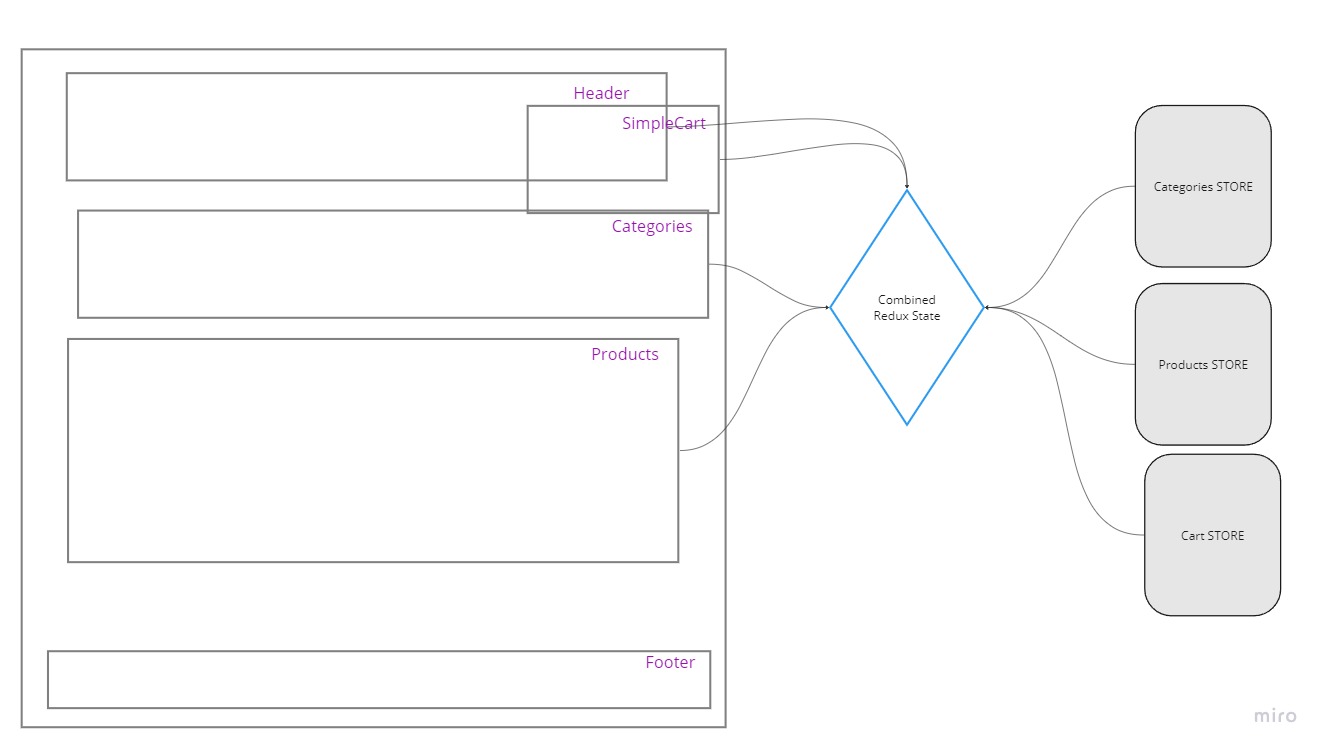 Header
SimpleCart
Categories
Products
Footer
Combined
Redux State
Categories STORE
Products STORE
Cart STORE
miro